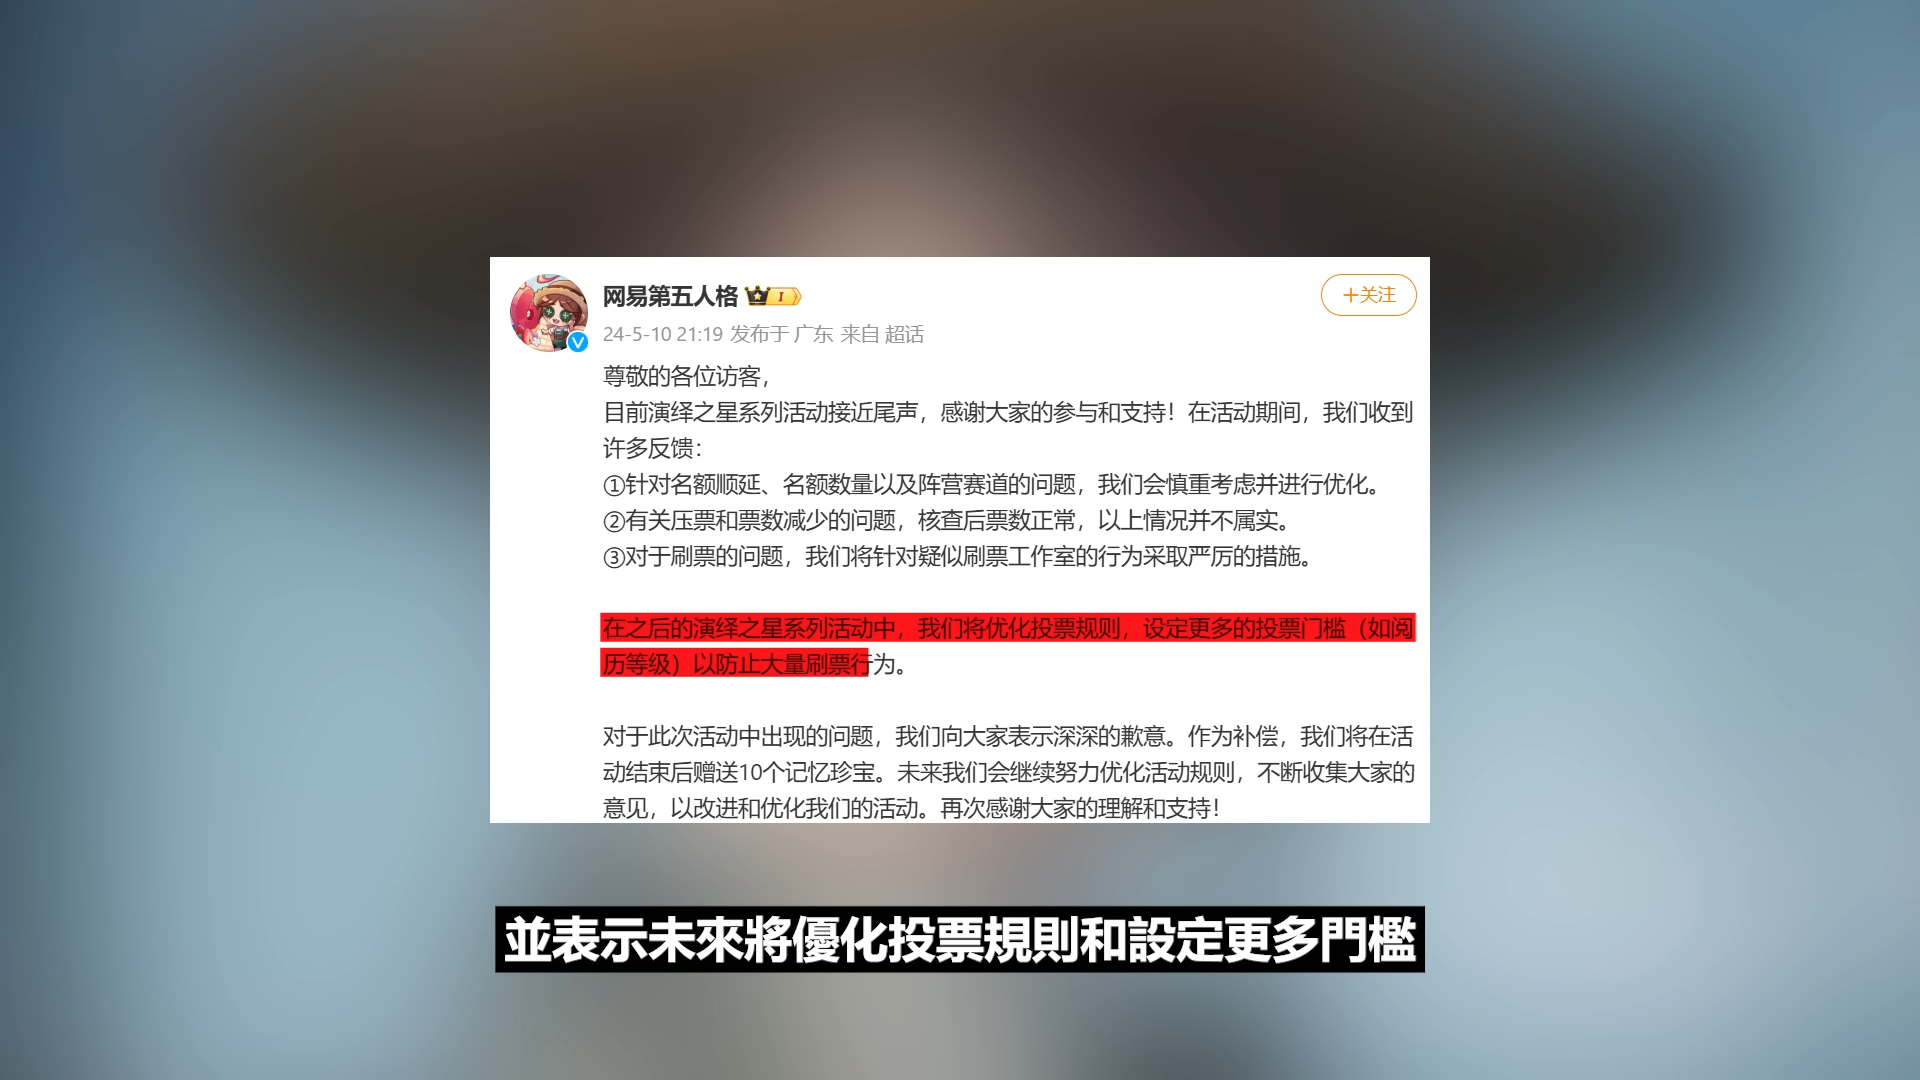 网易第五人格
I
+关注
24-5-10 21:19 发布于 广东 来自 超话
尊敬的各位访客，
目前演绎之星系列活动接近尾声，感谢大家的参与和支持！在活动期间，我们收到
许多反馈：
①针对名额顺延、名额数量以及阵营赛道的问题，我们会慎重考虑并进行优化。
②有关压票和票数减少的问题，核查后票数正常，以上情况并不属实。
③对于刷票的问题，我们将针对疑似刷票工作室的行为采取严厉的措施。
在之后的演绎之星系列活动中，我们将优化投票规则，设定更多的投票门槛（如阅
历等级）以防止大量刷票行为。
对于此次活动中出现的问题，我们向大家表示深深的歉意。作为补偿，我们将在活
动结束后赠送10个记忆珍宝。未来我们会继续努力优化活动规则，不断收集大家的
意见，以改进和优化我们的活动。再次感谢大家的理解和支持！
並表示未來將優化投票規則和設定更多門檻